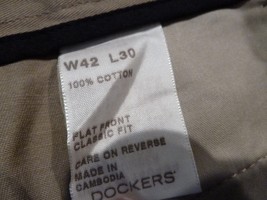 W42 L30
100% COTTON
FLAT FRONT
CLASSIC FIT
CARE ON REVERSE
MADE IN
CAMBODIA
DOCKERS®